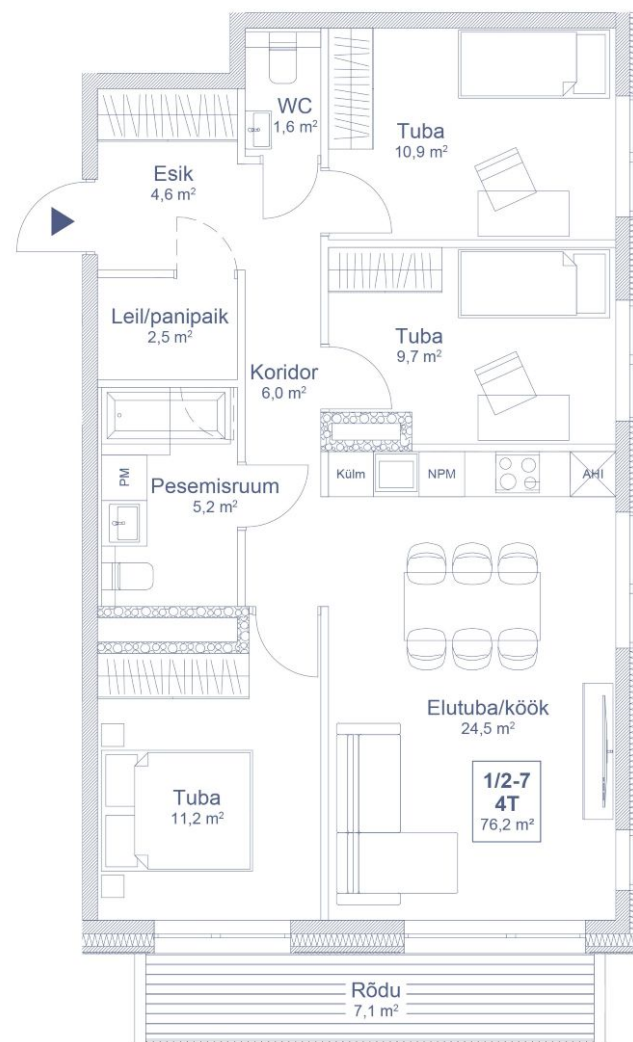 WC
1,6 m²
Tuba
10,9 m²
Esik
4,6 m²
Leil/panipaik
2,5 m²
Tuba
9,7 m²
Koridor
6,0 m²
Külm
NPM
AHI
PM
Pesemisruum
5,2 m²
Elutuba/köök
24,5 m²
1/2-7
4T
76,2 m²
Tuba
11,2 m²
Rõdu
7,1 m²